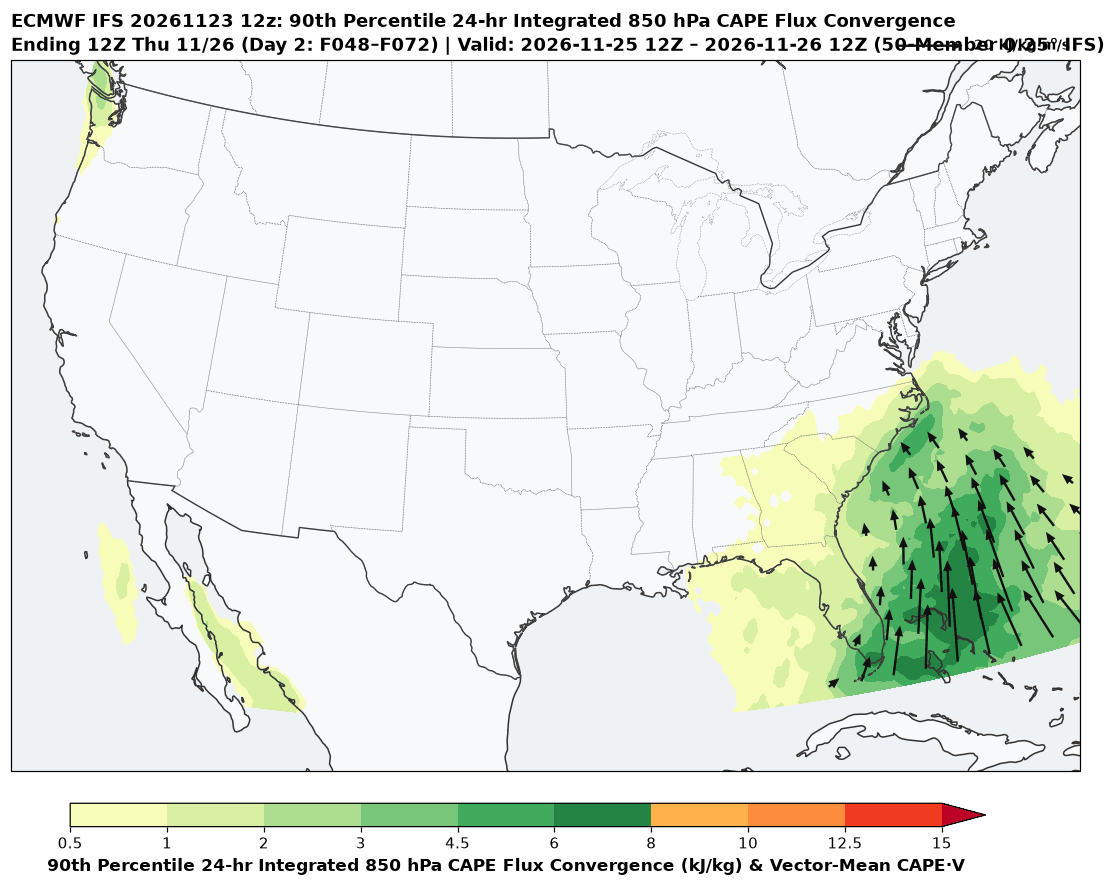 ECMWF IFS 20261123 12z: 90th Percentile 24-hr Integrated 850 hPa CAPE Flux Convergence
Ending 12Z Thu 11/26 (Day 2: F048–F072) | Valid: 2026-11-25 12Z – 2026-11-26 12Z (50-Member 0.25° IFS)
0.5 1 2 3 4.5 6 8 10 12.5 15
90th Percentile 24-hr Integrated 850 hPa CAPE Flux Convergence (kJ/kg) & Vector-Mean CAPE·V